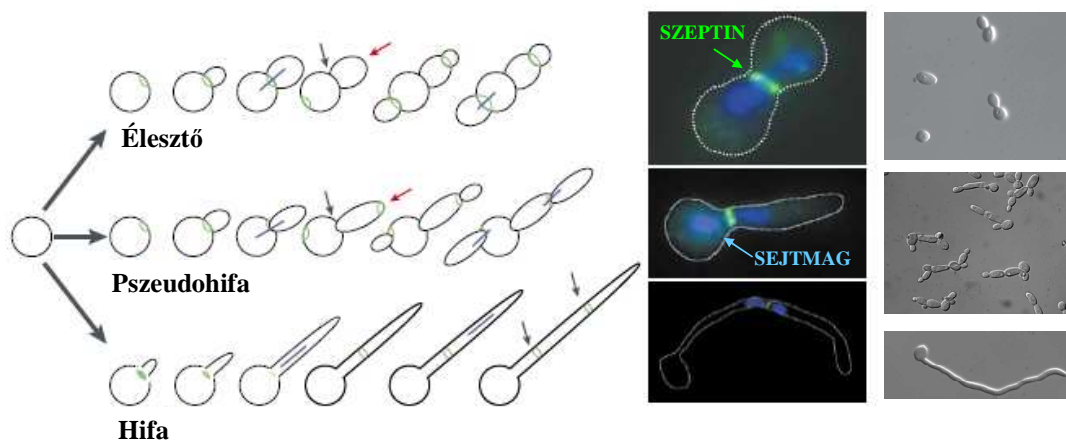 SZEPTIN
Élesztő
SEJTMAG
Pszeudohifa
Hifa